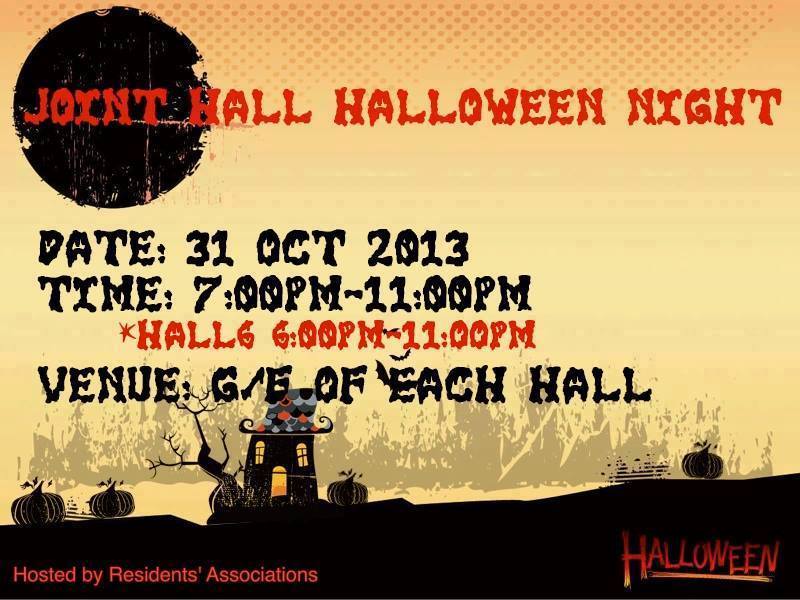 JOINT HALL HALLOWEEN NIGHT
DATE: 31 OCT 2013
TIME: 7:00PM-11:00PM
*HALL6 6:00PM-11:00PM
VENUE: G/F OF EACH HALL
HALLOWEEN
Hosted by Residents' Associations